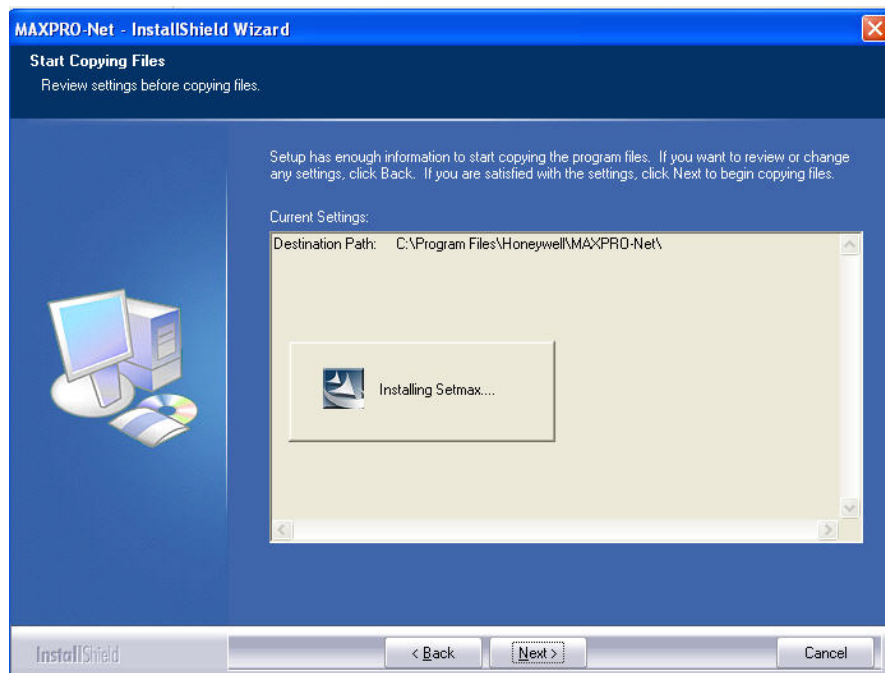 MAXPRO-Net - InstallShield Wizard
Start Copying Files
Review settings before copying files.
Setup has enough information to start copying the program files. If you want to review or change
any settings, click Back. If you are satisfied with the settings, click Next to begin copying files.
Current Settings:
Destination Path: C:\Program Files\Honeywell\MAXPRO-Net\
Installing Setmax....
InstallShield
< Back
Next >
Cancel